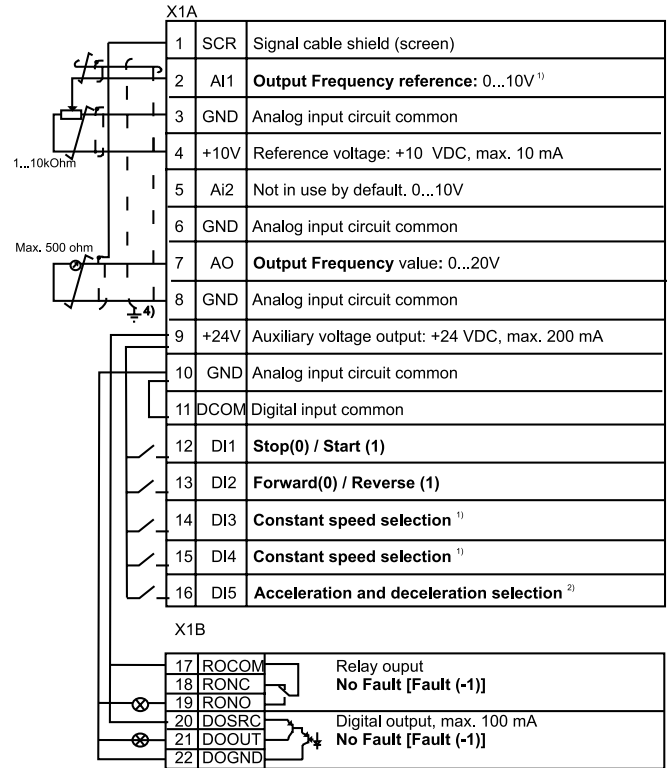 X1A
1 SCR Signal cable shield (screen)
2 AI1 Output Frequency reference: 0...10V 1)
3 GND Analog input circuit common
4 +10V Reference voltage: +10 VDC, max. 10 mA
1...10kOhm
5 Ai2 Not in use by default. 0...10V
6 GND Analog input circuit common
Max. 500 ohm
7 AO Output Frequency value: 0...20V
8 GND Analog input circuit common
4)
9 +24V Auxiliary voltage output: +24 VDC, max. 200 mA
10 GND Analog input circuit common
11 DCOM Digital input common
12 DI1 Stop(0) / Start (1)
13 DI2 Forward(0) / Reverse (1)
14 DI3 Constant speed selection 1)
15 DI4 Constant speed selection 1)
16 DI5 Acceleration and deceleration selection 2)
X1B
17 ROCOM Relay ouput
18 RONC No Fault [Fault (-1)]
19 RONO
20 DOSRC Digital output, max. 100 mA
21 DOOUT No Fault [Fault (-1)]
22 DOGND